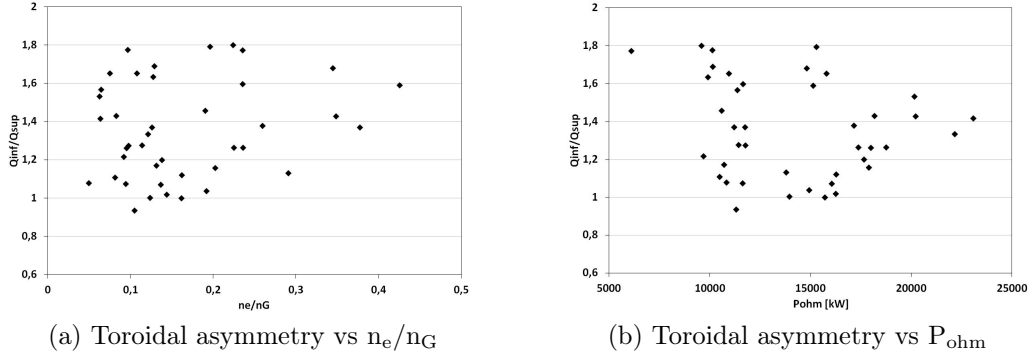 2
1,8
1,6
1,4
1,2
1
0,8
0,6
Qinf/Qsup
0 0,1 0,2 0,3 0,4 0,5
ne/nG
(a) Toroidal asymmetry vs nₑ/n_G
2
1,8
1,6
1,4
1,2
1
0,8
0,6
Qinf/Qsup
5000 10000 15000 20000 25000
Pohm [kW]
(b) Toroidal asymmetry vs P_ohm